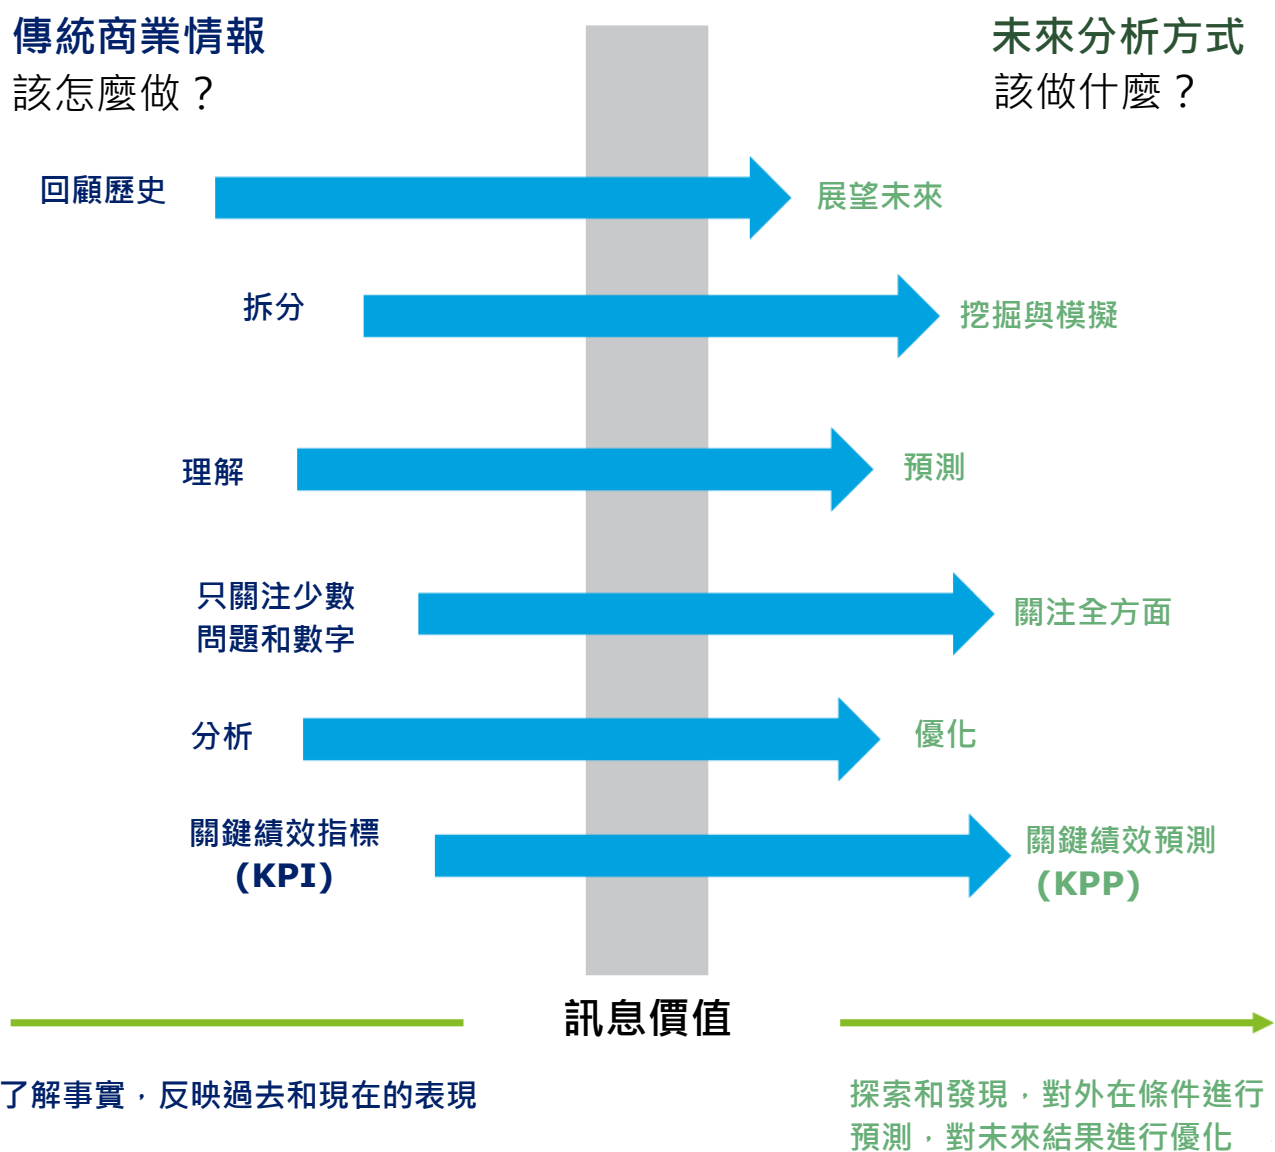 傳統商業情報
該怎麼做？
未來分析方式
該做什麼？
回顧歷史
展望未來
拆分
挖掘與模擬
理解
預測
只關注少數
問題和數字
關注全方面
分析
優化
關鍵績效指標
(KPI)
關鍵績效預測
(KPP)
訊息價值
了解事實，反映過去和現在的表現
探索和發現，對外在條件進行
預測，對未來結果進行優化